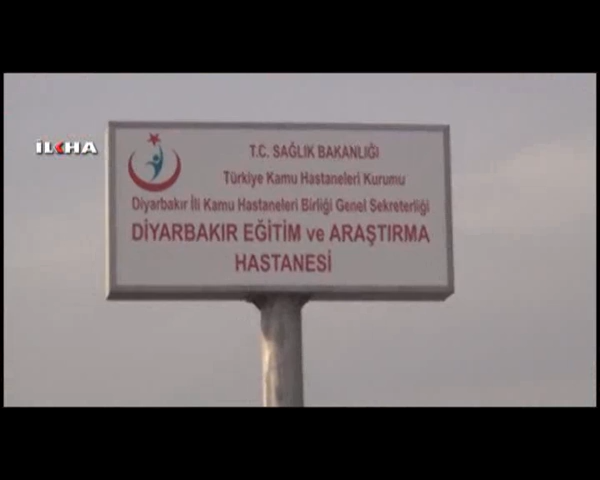 İLKHA
T.C. SAĞLIK BAKANLIĞI
Türkiye Kamu Hastaneleri Kurumu
Diyarbakır İli Kamu Hastaneleri Birliği Genel Sekreterliği
DİYARBAKIR EĞİTİM ve ARAŞTIRMA
HASTANESİ